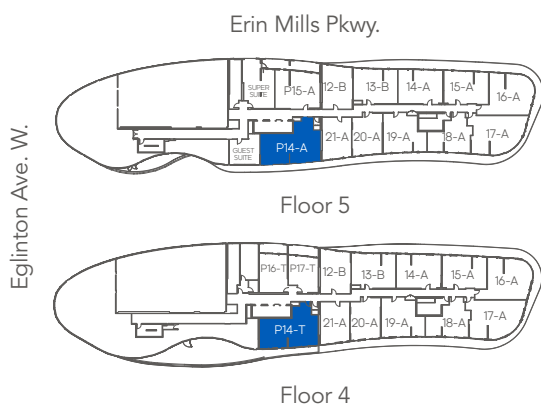 Erin Mills Pkwy.
Eglinton Ave. W.
SUPER SUITE
P15-A
12-B
13-B
14-A
15-A
16-A
GUEST SUITE
P14-A
21-A
20-A
19-A
18-A
17-A
Floor 5
P16-T
P17-T
12-B
13-B
14-A
15-A
16-A
P14-T
21-A
20-A
19-A
18-A
17-A
Floor 4